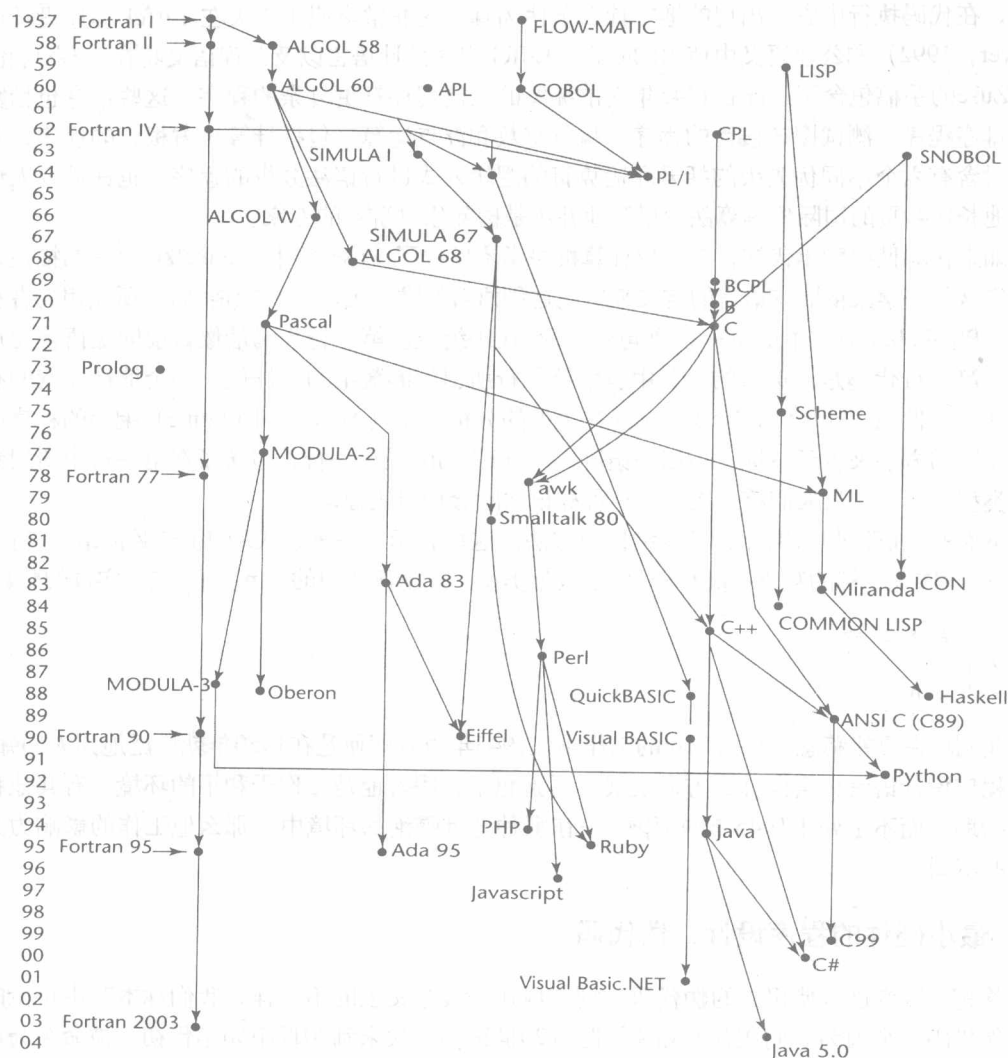 1957 Fortran I FLOW-MATIC
58 Fortran II ALGOL 58
59 LISP
60 ALGOL 60 APL COBOL
61
62 Fortran IV CPL
63 SIMULA I SNOBOL
64 PL/I
65
66 ALGOL W
67 SIMULA 67
68 ALGOL 68
69 BCPL
70 B
71 Pascal C
72
73 Prolog
74
75 Scheme
76
77 MODULA-2
78 Fortran 77 awk
79 ML
80 Smalltalk 80
81
82 ICON
83 Ada 83 Miranda
84 COMMON LISP
85 C++
86 Perl
87
88 MODULA-3 Oberon QuickBASIC Haskell
89 ANSI C (C89)
90 Fortran 90 Eiffel Visual BASIC
91
92 Python
93
94 PHP Java
95 Fortran 95 Ada 95 Ruby
96
97 Javascript
98
99 C99
00 C#
01 Visual Basic.NET
02
03 Fortran 2003
04 Java 5.0